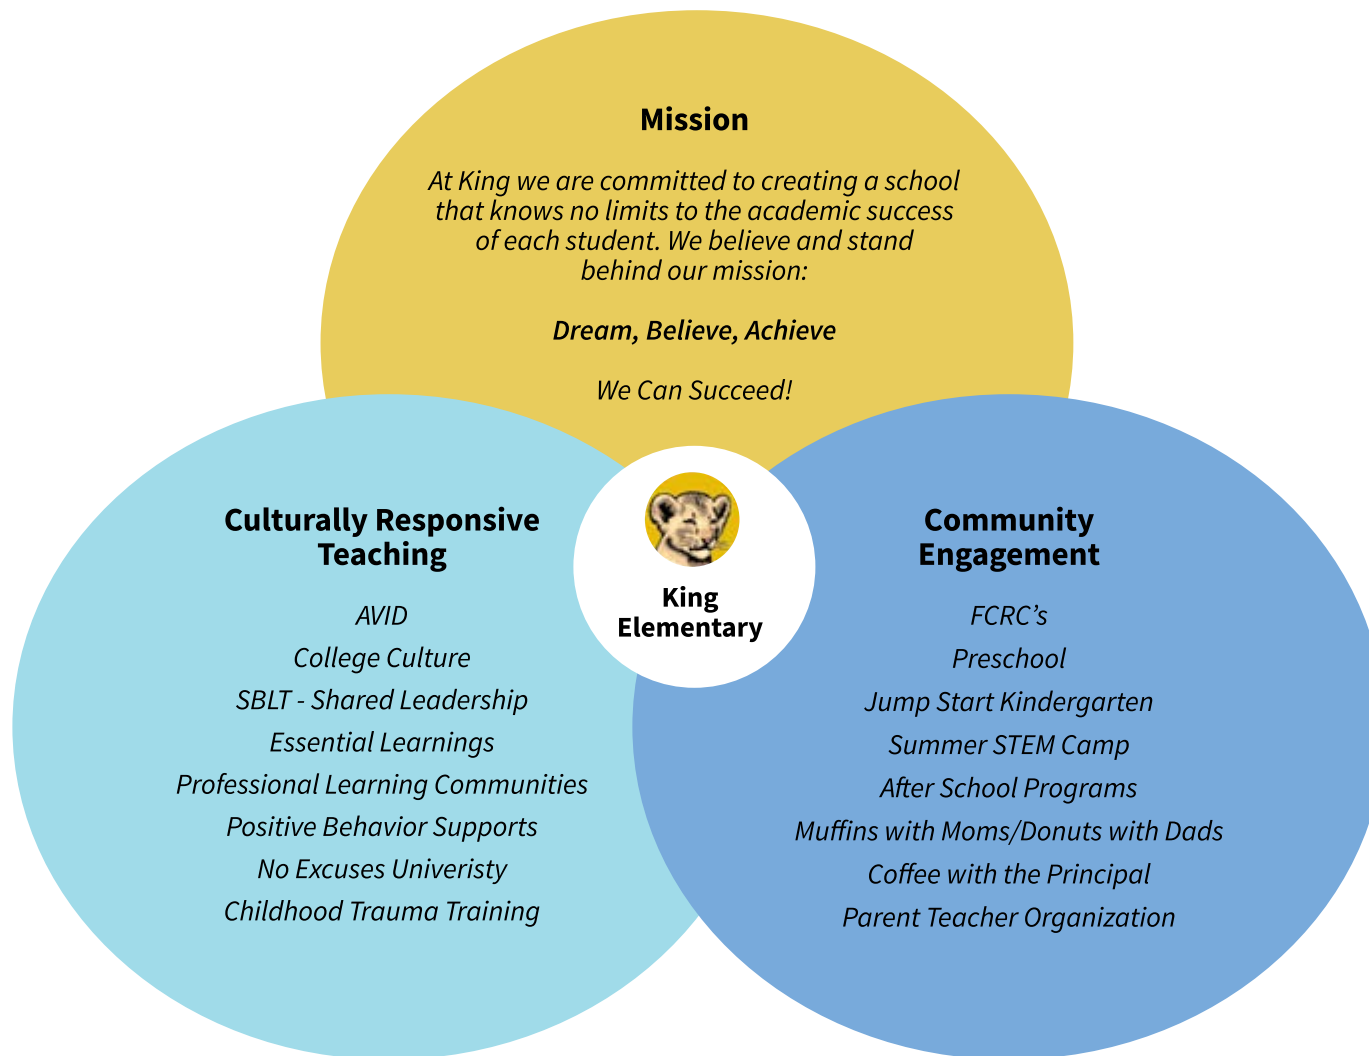 Mission
At King we are committed to creating a school
that knows no limits to the academic success
of each student. We believe and stand
behind our mission:
Dream, Believe, Achieve
We Can Succeed!
King
Elementary
Culturally Responsive
Teaching
AVID
College Culture
SBLT - Shared Leadership
Essential Learnings
Professional Learning Communities
Positive Behavior Supports
No Excuses Univeristy
Childhood Trauma Training
Community
Engagement
FCRC’s
Preschool
Jump Start Kindergarten
Summer STEM Camp
After School Programs
Muffins with Moms/Donuts with Dads
Coffee with the Principal
Parent Teacher Organization